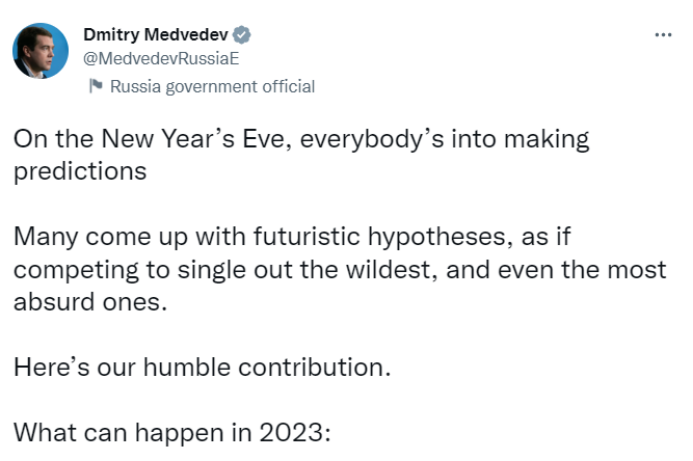 Dmitry Medvedev
@MedvedevRussiaE
Russia government official
On the New Year’s Eve, everybody’s into making
predictions
Many come up with futuristic hypotheses, as if
competing to single out the wildest, and even the most
absurd ones.
Here’s our humble contribution.
What can happen in 2023: